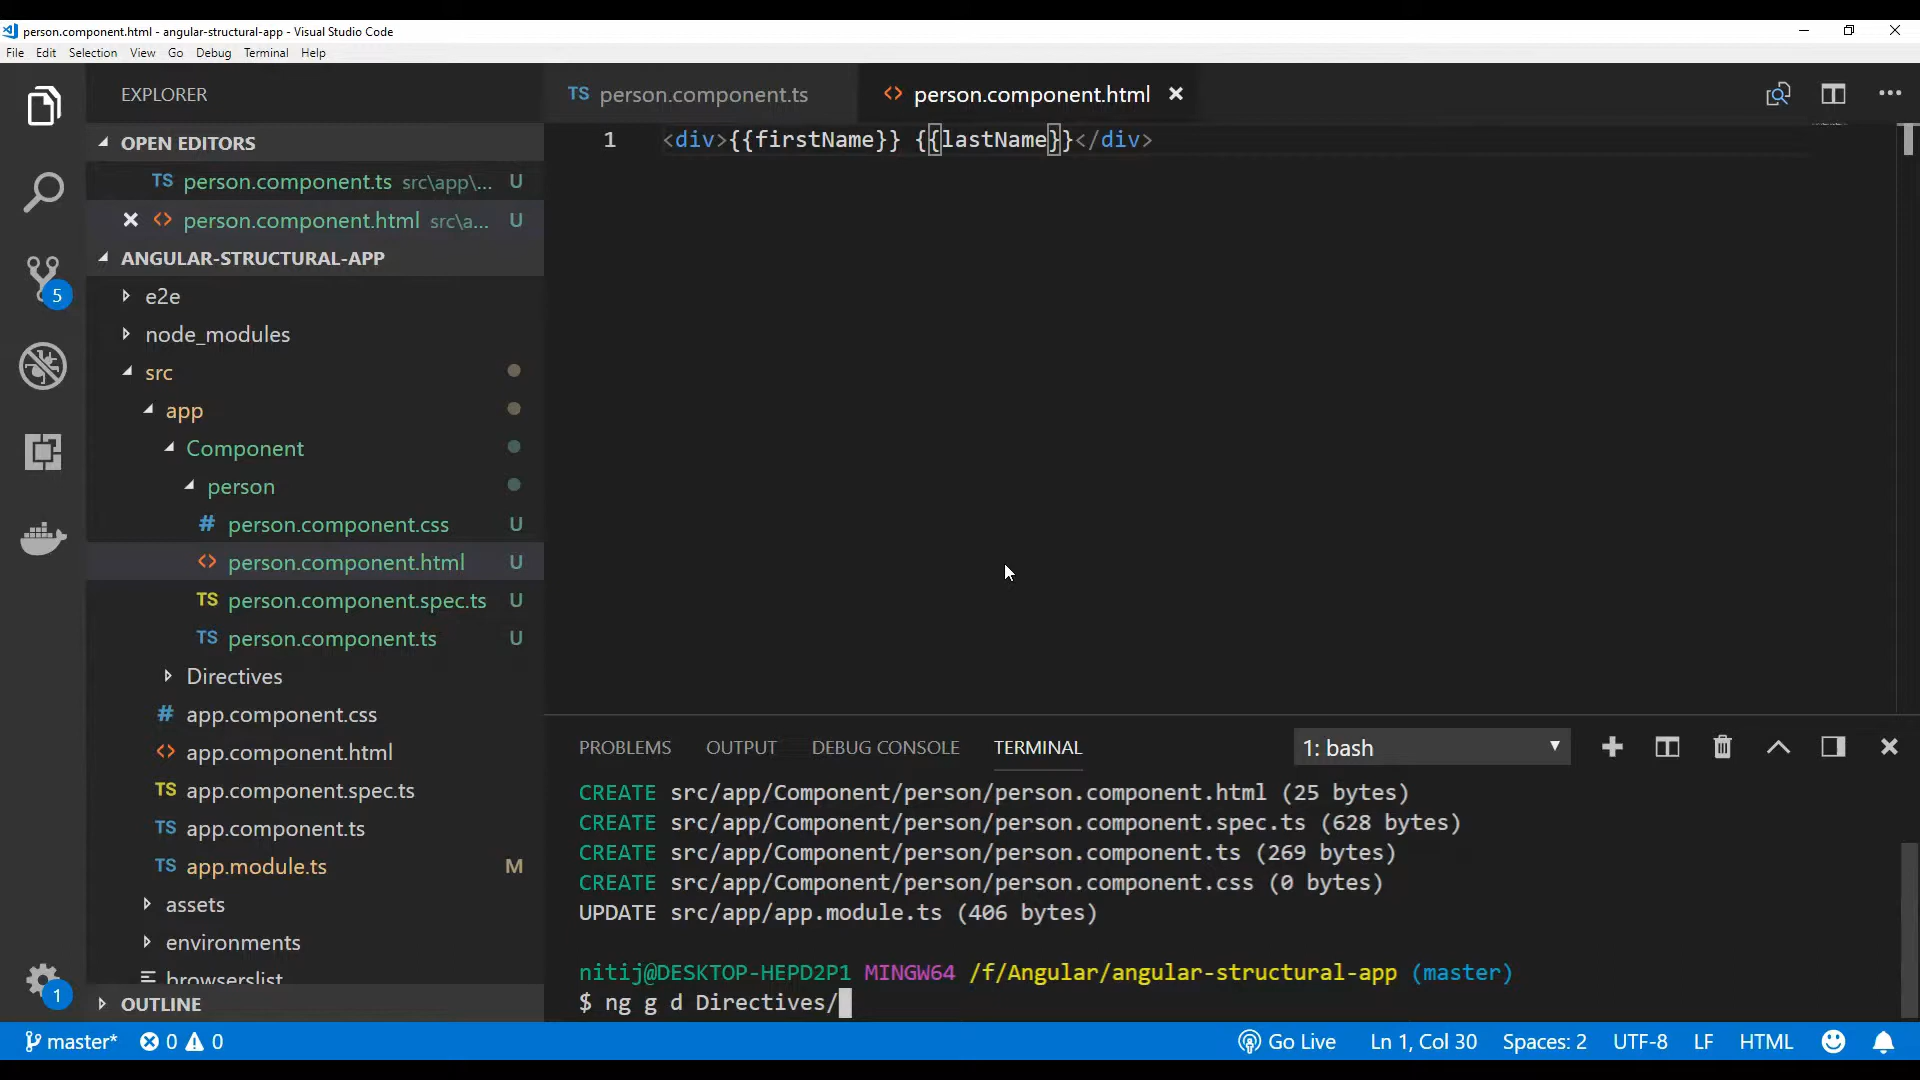 person.component.html - angular-structural-app - Visual Studio Code
File Edit Selection View Go Debug Terminal Help
EXPLORER
OPEN EDITORS
TS person.component.ts src\app\... U
<> person.component.html src\a... U
ANGULAR-STRUCTURAL-APP
e2e
node_modules
src
app
Component
person
# person.component.css U
<> person.component.html U
TS person.component.spec.ts U
TS person.component.ts U
Directives
# app.component.css
<> app.component.html
TS app.component.spec.ts
TS app.component.ts
TS app.module.ts M
assets
environments
browserslist
OUTLINE
5
1
TS person.component.ts <> person.component.html
1 <div>{{firstName}} {{lastName}}</div>
PROBLEMS OUTPUT DEBUG CONSOLE TERMINAL 1: bash
CREATE src/app/Component/person/person.component.html (25 bytes)
CREATE src/app/Component/person/person.component.spec.ts (628 bytes)
CREATE src/app/Component/person/person.component.ts (269 bytes)
CREATE src/app/Component/person/person.component.css (0 bytes)
UPDATE src/app/app.module.ts (406 bytes)
nitij@DESKTOP-HEPD2P1 MINGW64 /f/Angular/angular-structural-app (master)
$ ng g d Directives/
master* 0 0 Go Live Ln 1, Col 30 Spaces: 2 UTF-8 LF HTML